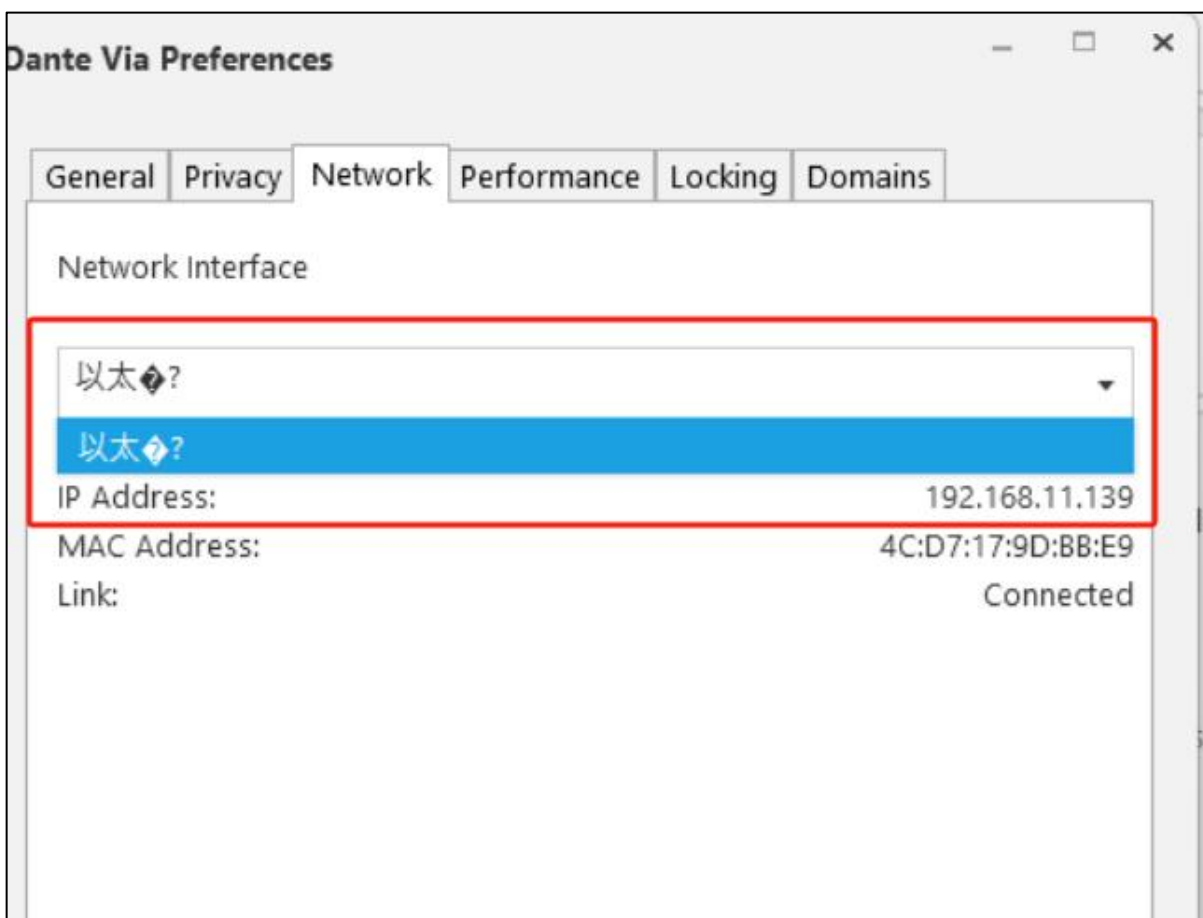 Dante Via Preferences
General Privacy Network Performance Locking Domains
Network Interface
以太�?
以太�?
IP Address: 192.168.11.139
MAC Address: 4C:D7:17:9D:BB:E9
Link: Connected